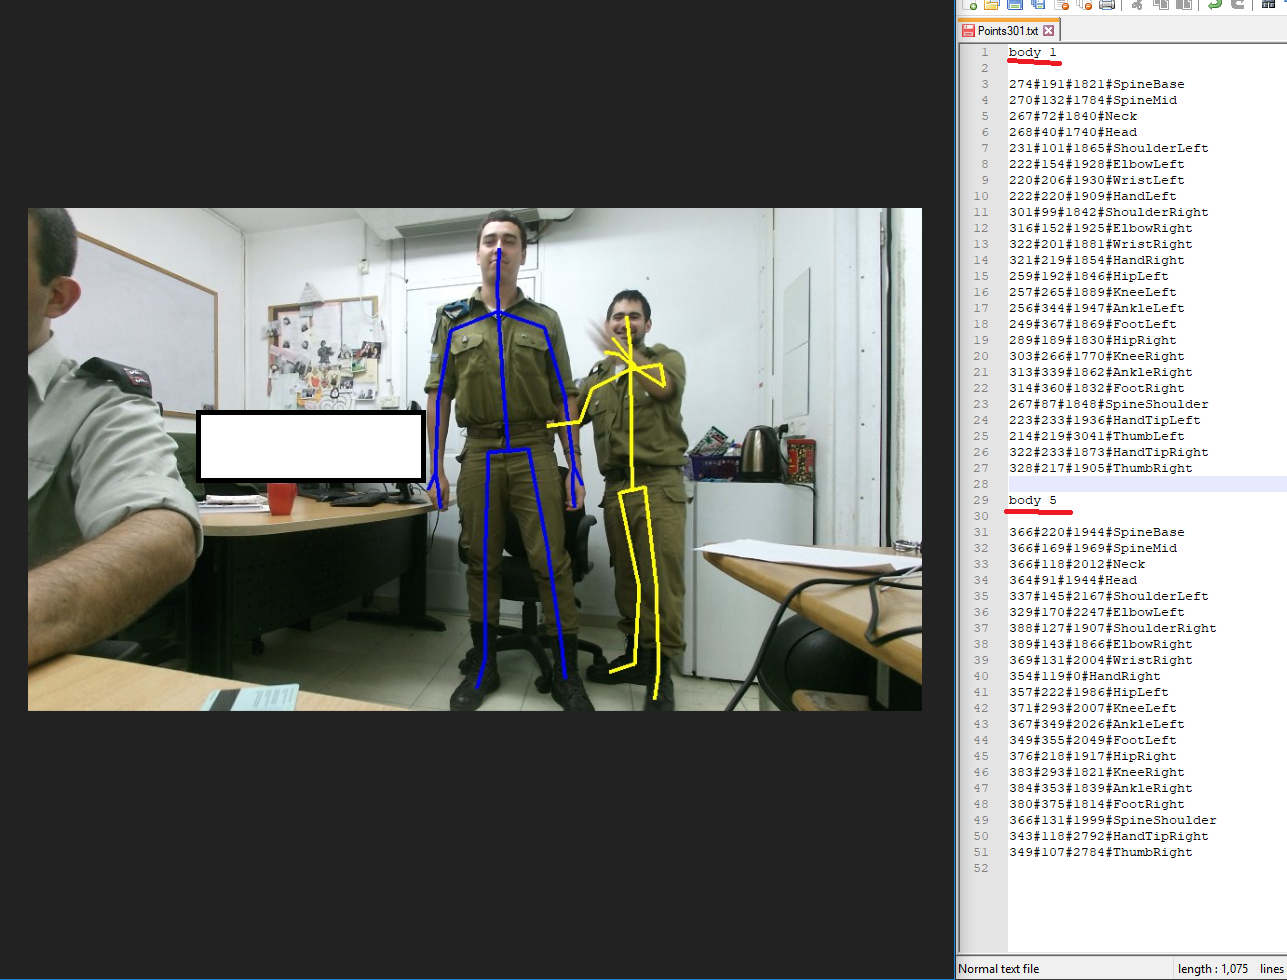 Points301.txt
1 body 1
2
3 274#191#1821#SpineBase
4 270#132#1784#SpineMid
5 267#72#1840#Neck
6 268#40#1740#Head
7 231#101#1865#ShoulderLeft
8 222#154#1928#ElbowLeft
9 220#206#1930#WristLeft
10 222#220#1909#HandLeft
11 301#99#1842#ShoulderRight
12 316#152#1925#ElbowRight
13 322#201#1881#WristRight
14 321#219#1854#HandRight
15 259#192#1846#HipLeft
16 257#265#1889#KneeLeft
17 256#344#1947#AnkleLeft
18 249#367#1869#FootLeft
19 289#189#1830#HipRight
20 303#266#1770#KneeRight
21 313#339#1862#AnkleRight
22 314#360#1832#FootRight
23 267#87#1848#SpineShoulder
24 223#233#1936#HandTipLeft
25 214#219#3041#ThumbLeft
26 322#233#1873#HandTipRight
27 328#217#1905#ThumbRight
28
29 body 5
30
31 366#220#1944#SpineBase
32 366#169#1969#SpineMid
33 366#118#2012#Neck
34 364#91#1944#Head
35 337#145#2167#ShoulderLeft
36 329#170#2247#ElbowLeft
37 388#127#1907#ShoulderRight
38 389#143#1866#ElbowRight
39 369#131#2004#WristRight
40 354#119#0#HandRight
41 357#222#1986#HipLeft
42 371#293#2007#KneeLeft
43 367#349#2026#AnkleLeft
44 349#355#2049#FootLeft
45 376#218#1917#HipRight
46 383#293#1821#KneeRight
47 384#353#1839#AnkleRight
48 380#375#1814#FootRight
49 366#131#1999#SpineShoulder
50 343#118#2792#HandTipRight
51 349#107#2784#ThumbRight
52
Normal text file length : 1,075 lines